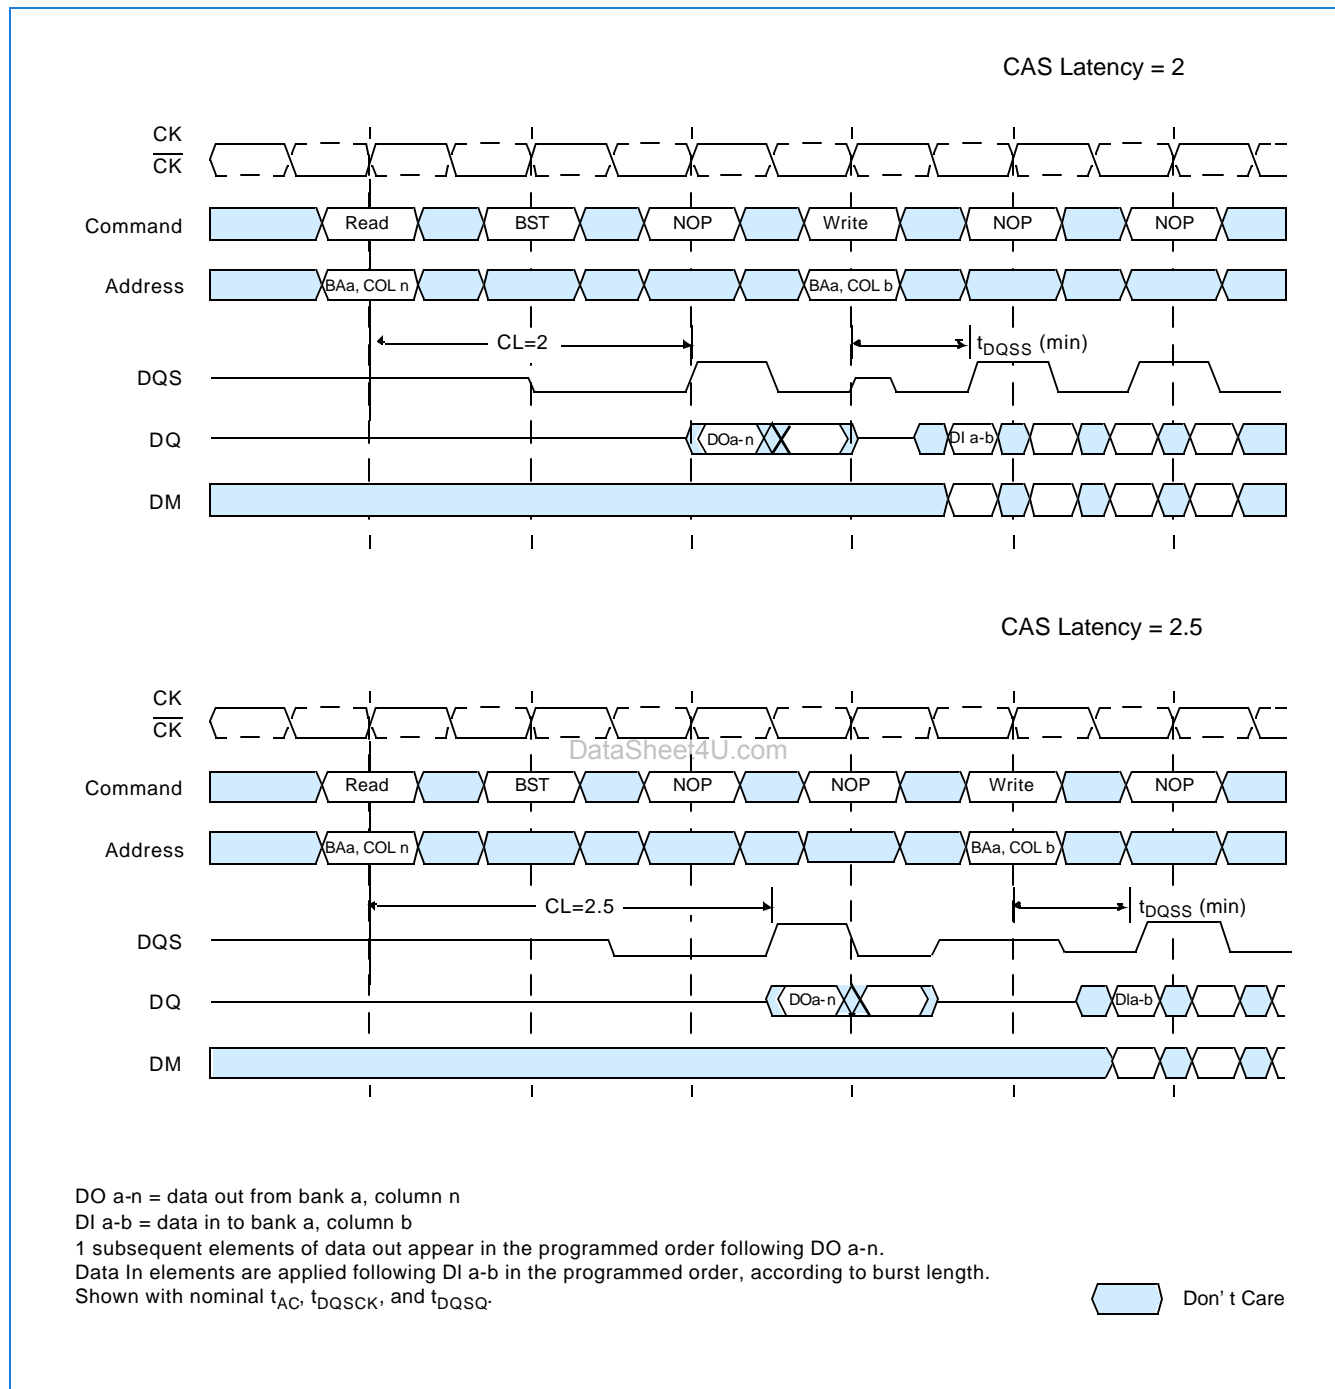 CAS Latency = 2
CK
CK
Command Read BST NOP Write NOP NOP
Address BAa, COL n BAa, COL b
CL=2 tDQSS (min)
DQS
DQ DOa-n DI a-b
DM
CAS Latency = 2.5
CK
CK
DataSheet4U.com
Command Read BST NOP NOP Write NOP
Address BAa, COL n BAa, COL b
CL=2.5 tDQSS (min)
DQS
DQ DOa-n DIa-b
DM
DO a-n = data out from bank a, column n
DI a-b = data in to bank a, column b
1 subsequent elements of data out appear in the programmed order following DO a-n.
Data In elements are applied following DI a-b in the programmed order, according to burst length.
Shown with nominal tAC, tDQSCK, and tDQSQ.
Don' t Care